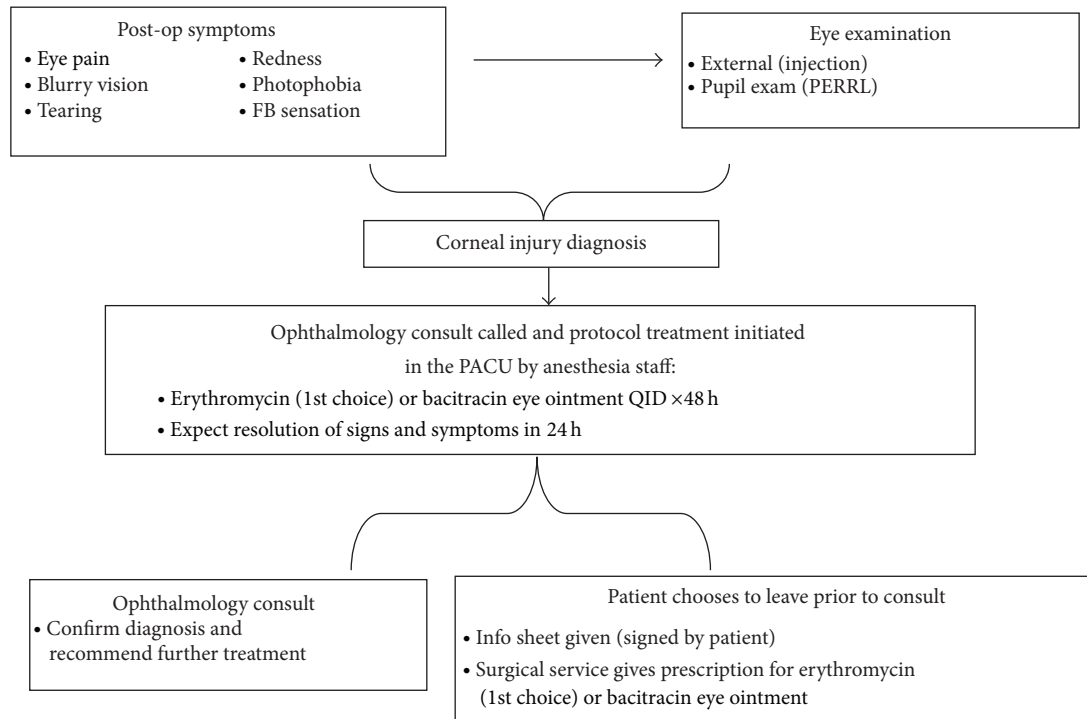 Post-op symptoms
• Eye pain
• Blurry vision
• Tearing
• Redness
• Photophobia
• FB sensation
Eye examination
• External (injection)
• Pupil exam (PERRL)
Corneal injury diagnosis
Ophthalmology consult called and protocol treatment initiated
in the PACU by anesthesia staff:
• Erythromycin (1st choice) or bacitracin eye ointment QID ×48 h
• Expect resolution of signs and symptoms in 24 h
Ophthalmology consult
• Confirm diagnosis and
recommend further treatment
Patient chooses to leave prior to consult
• Info sheet given (signed by patient)
• Surgical service gives prescription for erythromycin
(1st choice) or bacitracin eye ointment